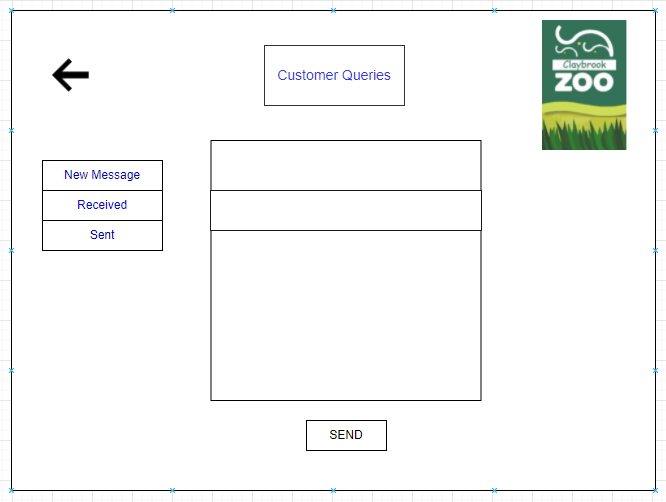 Customer Queries
Claybrook
ZOO
New Message
Received
Sent
SEND